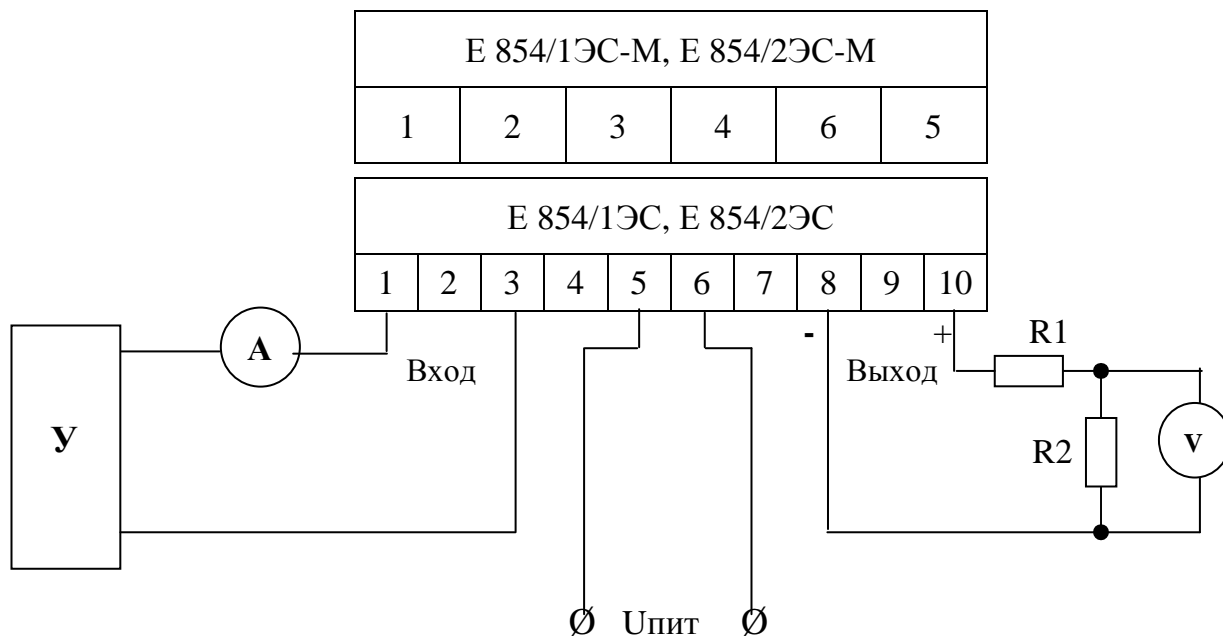 Е 854/1ЭС-М, Е 854/2ЭС-М
1 2 3 4 6 5
Е 854/1ЭС, Е 854/2ЭС
1 2 3 4 5 6 7 8 9 10
- + R1
А Вход Выход
У R2 V
Uпит